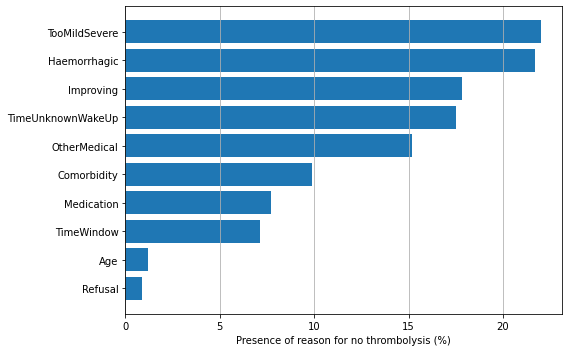 TooMildSevere
Haemorrhagic
Improving
TimeUnknownWakeUp
OtherMedical
Comorbidity
Medication
TimeWindow
Age
Refusal
0 5 10 15 20
Presence of reason for no thrombolysis (%)